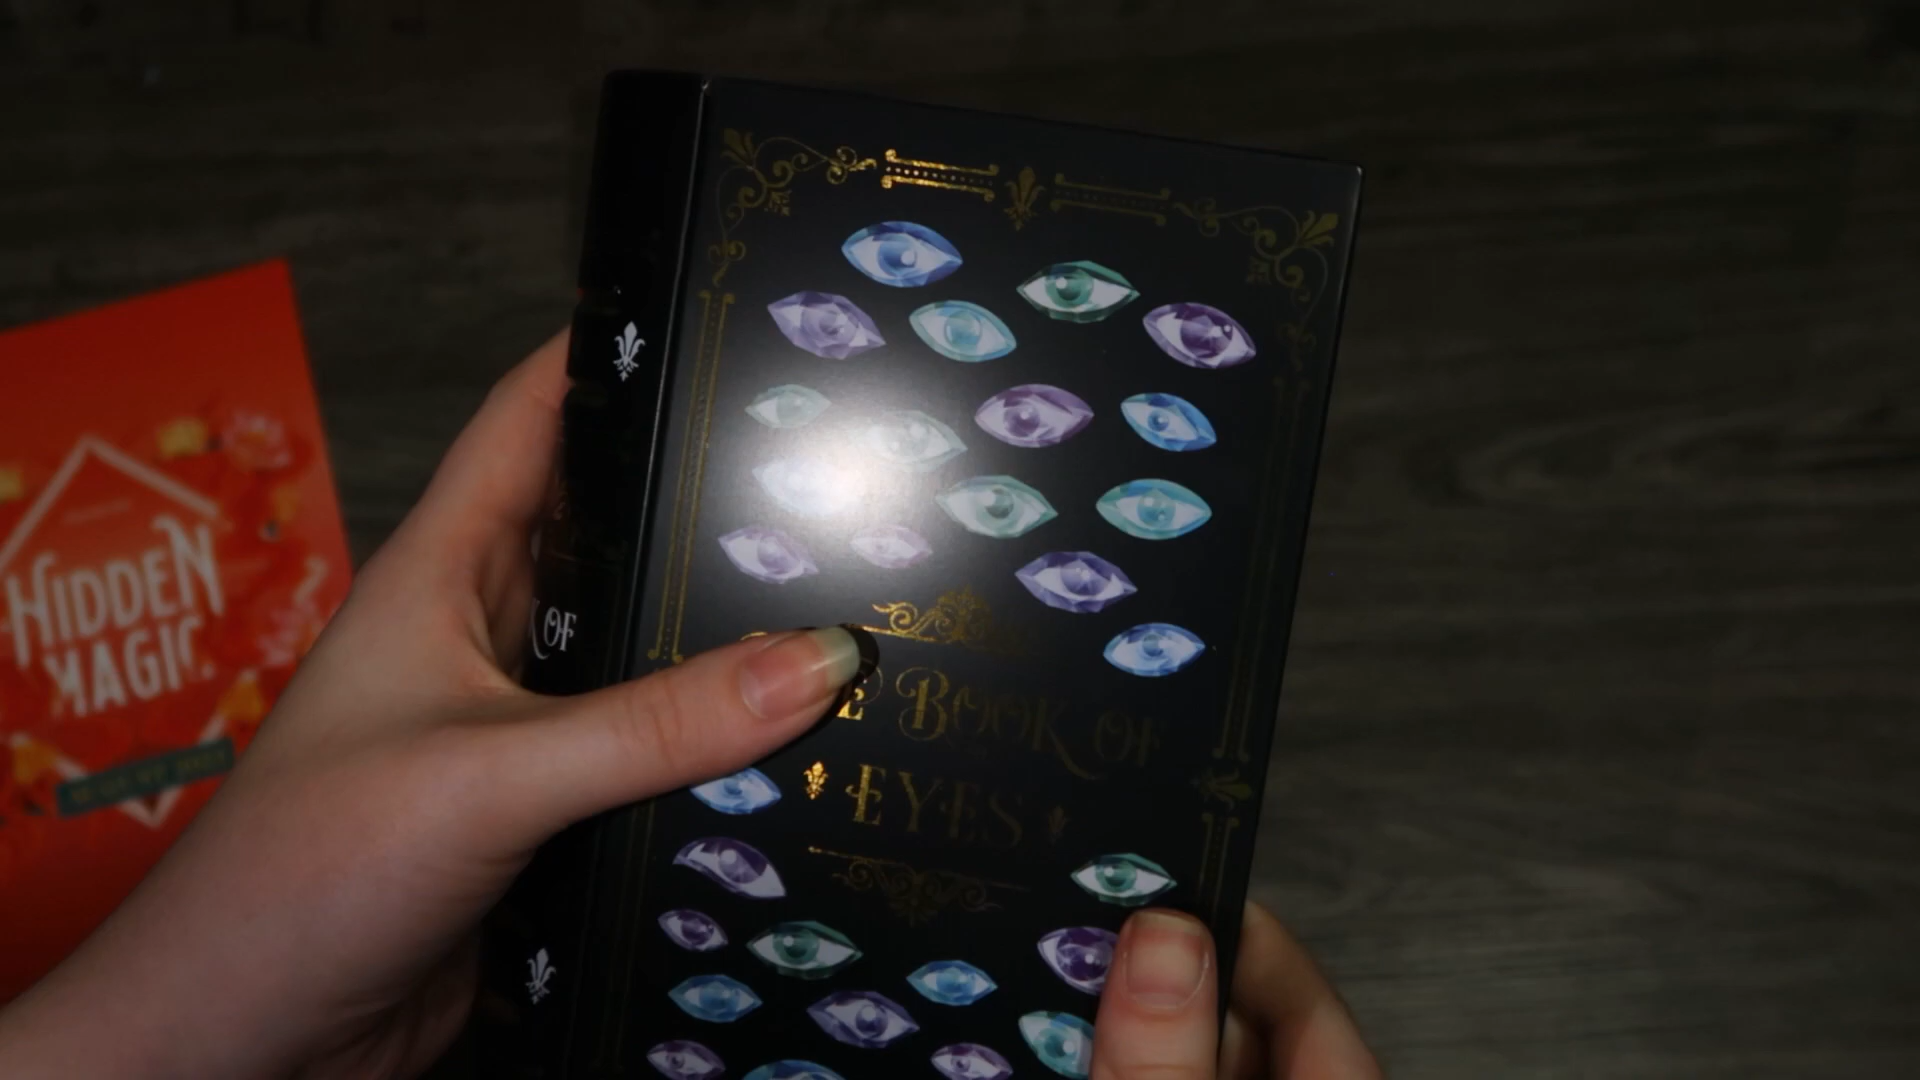 HIDDEN
MAGIC
K OF
E BOOK OF
EYES